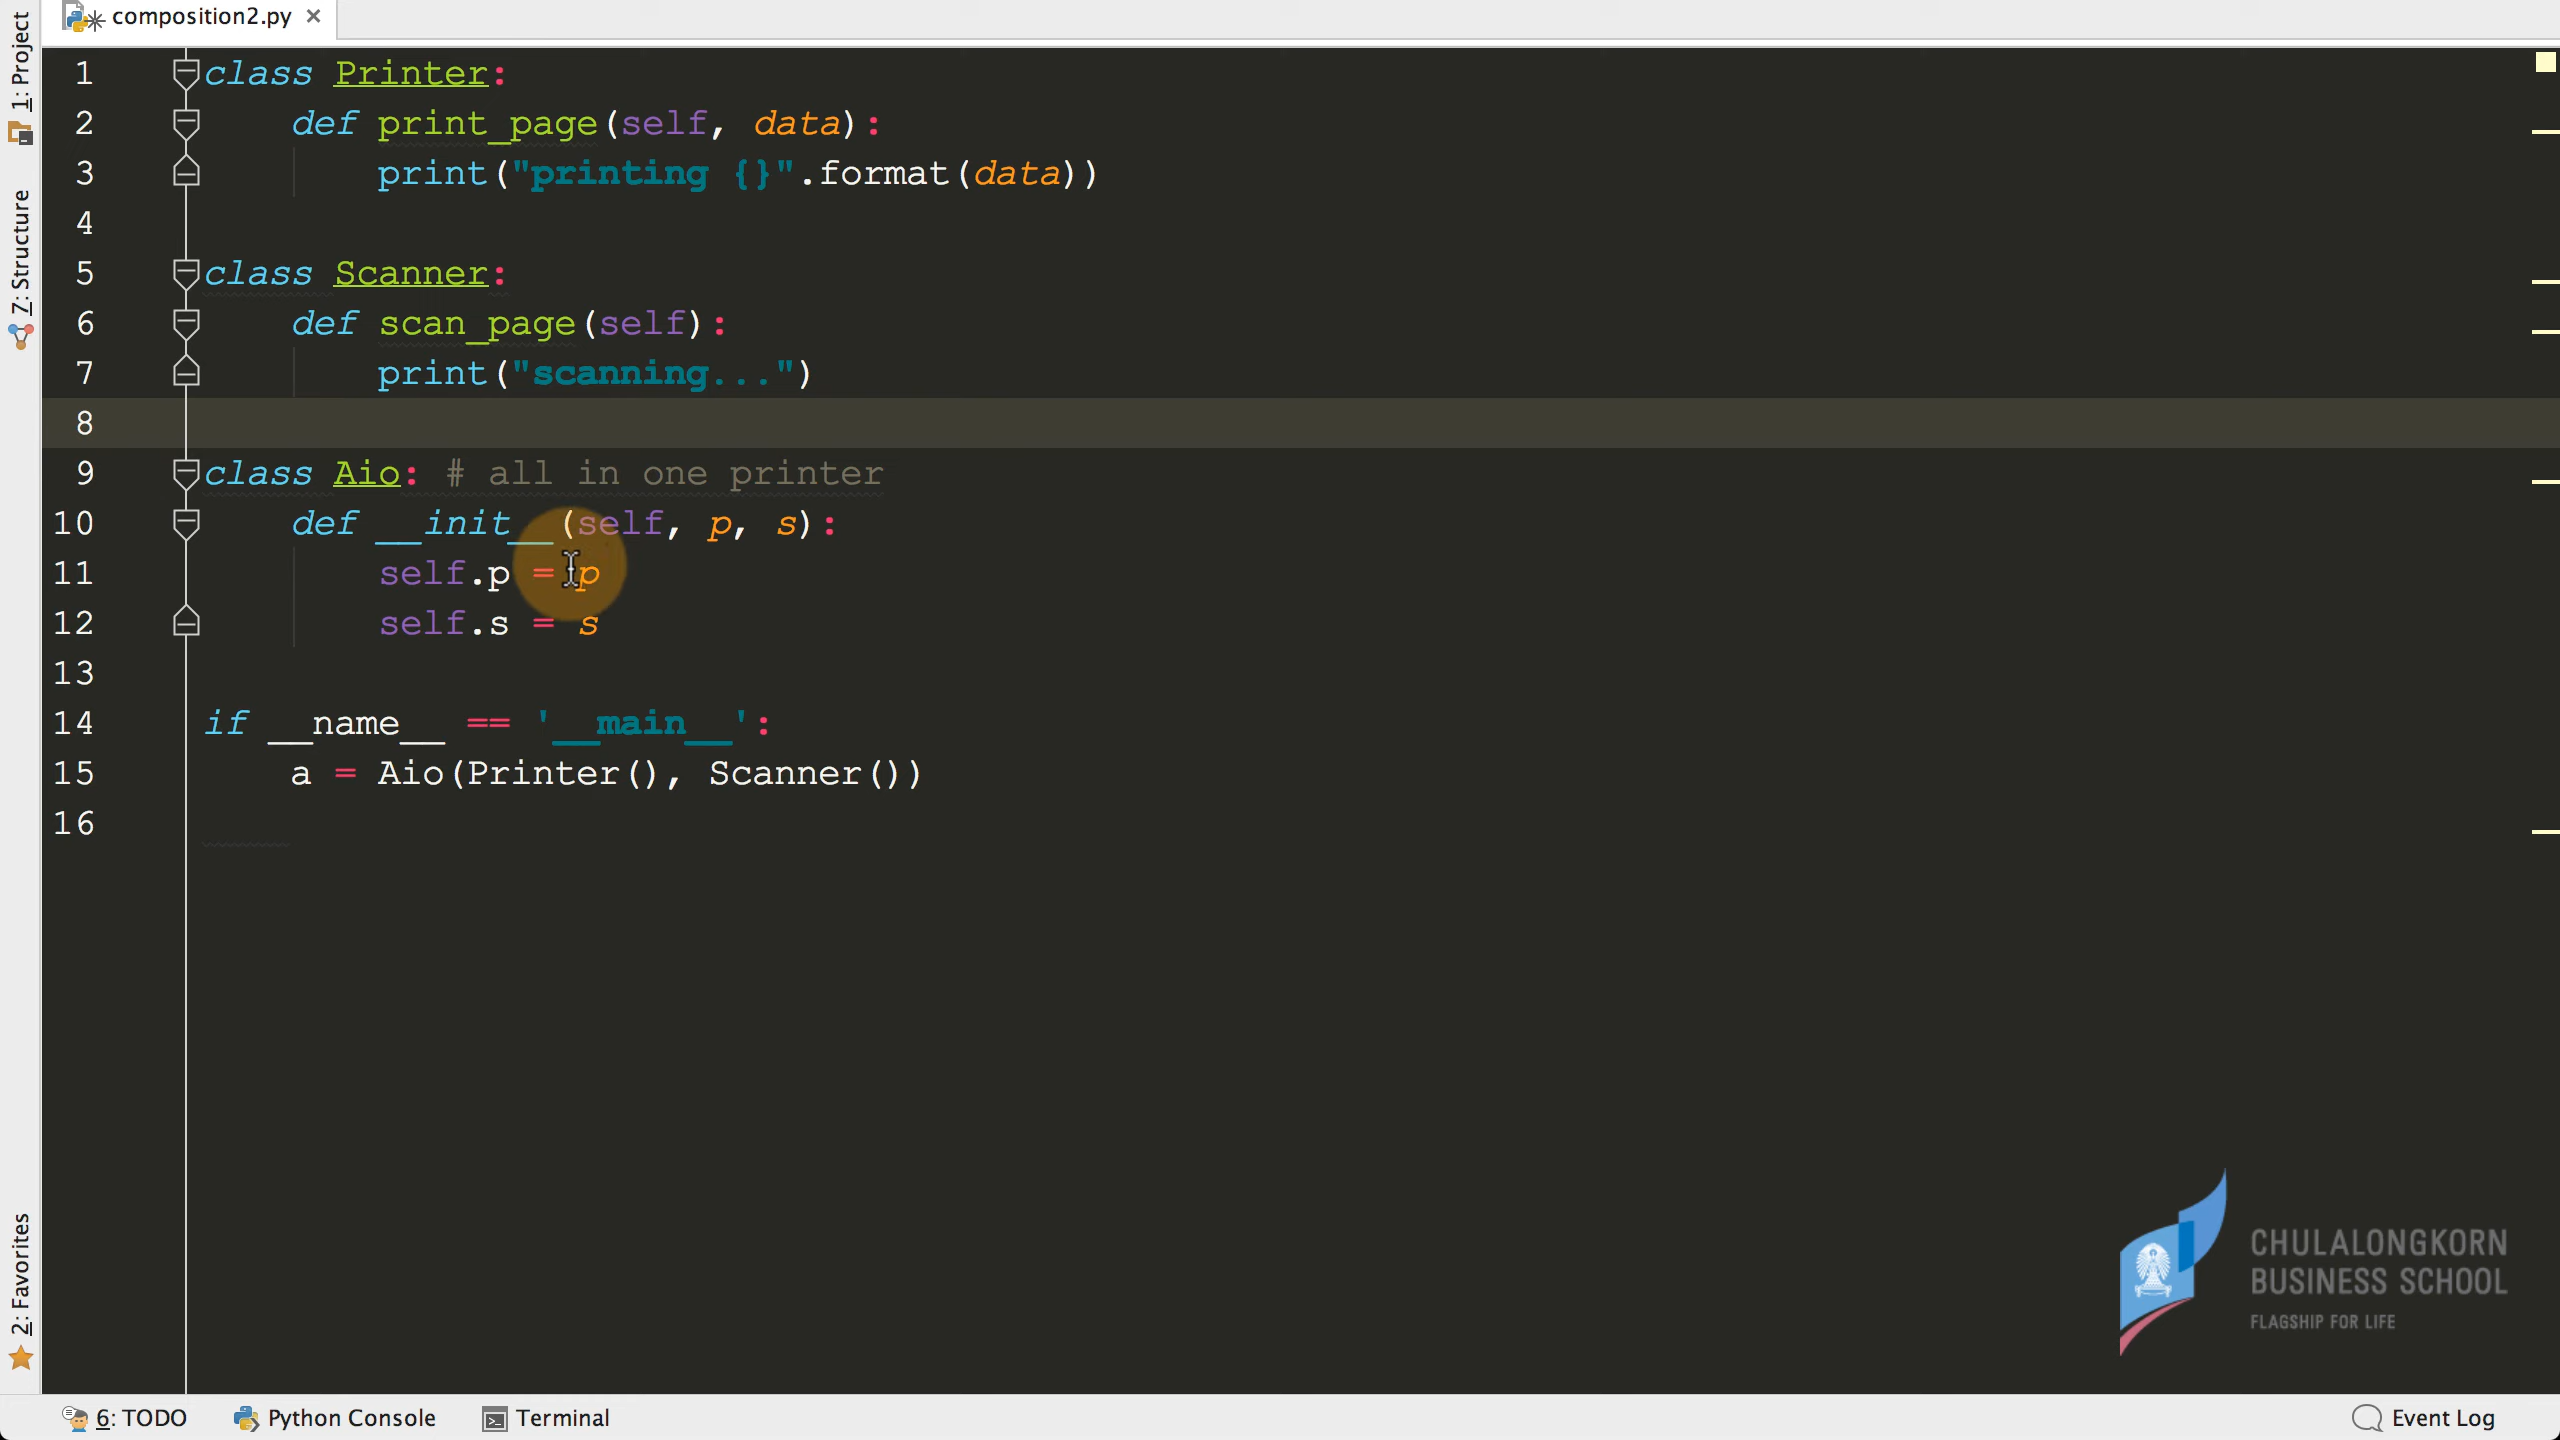 composition2.py
1: Project
7: Structure
2: Favorites
1 class Printer:
2     def print_page(self, data):
3         print("printing {}".format(data))
4
5 class Scanner:
6     def scan_page(self):
7         print("scanning...")
8
9 class Aio: # all in one printer
10     def __init__(self, p, s):
11         self.p = p
12         self.s = s
13
14 if __name__ == '__main__':
15     a = Aio(Printer(), Scanner())
16
CHULALONGKORN
BUSINESS SCHOOL
FLAGSHIP FOR LIFE
6: TODO
Python Console
Terminal
Event Log